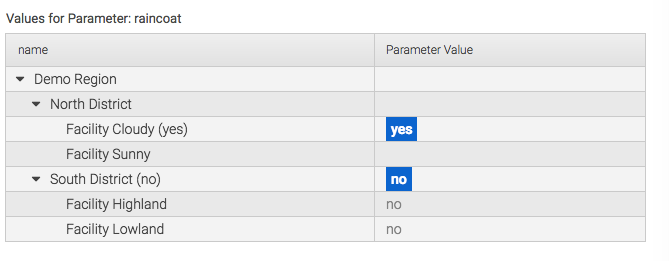 Values for Parameter: raincoat
name Parameter Value
Demo Region
North District
Facility Cloudy (yes) yes
Facility Sunny
South District (no) no
Facility Highland no
Facility Lowland no